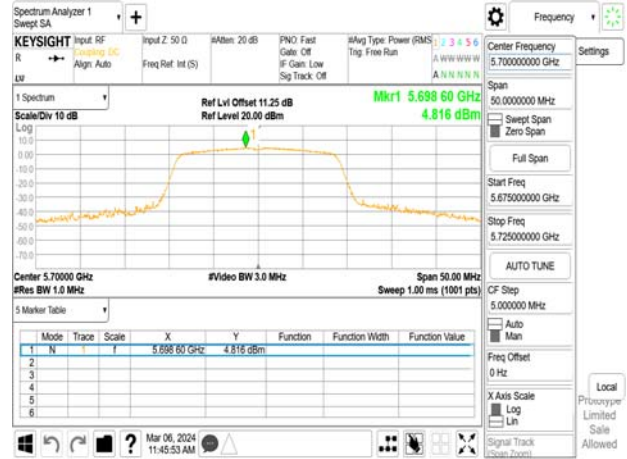 Spectrum Analyzer 1
Swept SA
+
Frequency
KEYSIGHT
R
Input: RF
Coupling: DC
Align: Auto
Input Z: 50 Ω
Freq Ref: Int (S)
#Atten: 20 dB
PNO: Fast
Gate: Off
IF Gain: Low
Sig Track: Off
#Avg Type: Power (RMS
Trig: Free Run
1 2 3 4 5 6
A WWWWW
A N N N N N
1 Spectrum
Scale/Div 10 dB
Ref Lvl Offset 11.25 dB
Ref Level 20.00 dBm
Mkr1 5.698 60 GHz
4.816 dBm
Log
10.0
0.00
-10.0
-20.0
-30.0
-40.0
-50.0
-60.0
-70.0
1
Center 5.70000 GHz
#Res BW 1.0 MHz
#Video BW 3.0 MHz
Span 50.00 MHz
Sweep 1.00 ms (1001 pts)
5 Marker Table
Mode Trace Scale X Y Function Function Width Function Value
1 N 1 f 5.698 60 GHz 4.816 dBm
2
3
4
5
6
Mar 06, 2024
11:45:53 AM
Center Frequency
5.700000000 GHz
Settings
Span
50.0000000 MHz
Swept Span
Zero Span
Full Span
Start Freq
5.675000000 GHz
Stop Freq
5.725000000 GHz
AUTO TUNE
CF Step
5.000000 MHz
Auto
Man
Freq Offset
0 Hz
X Axis Scale
Log
Lin
Signal Track
(Span Zoom)
Local
Prototype
Limited
Sale
Allowed